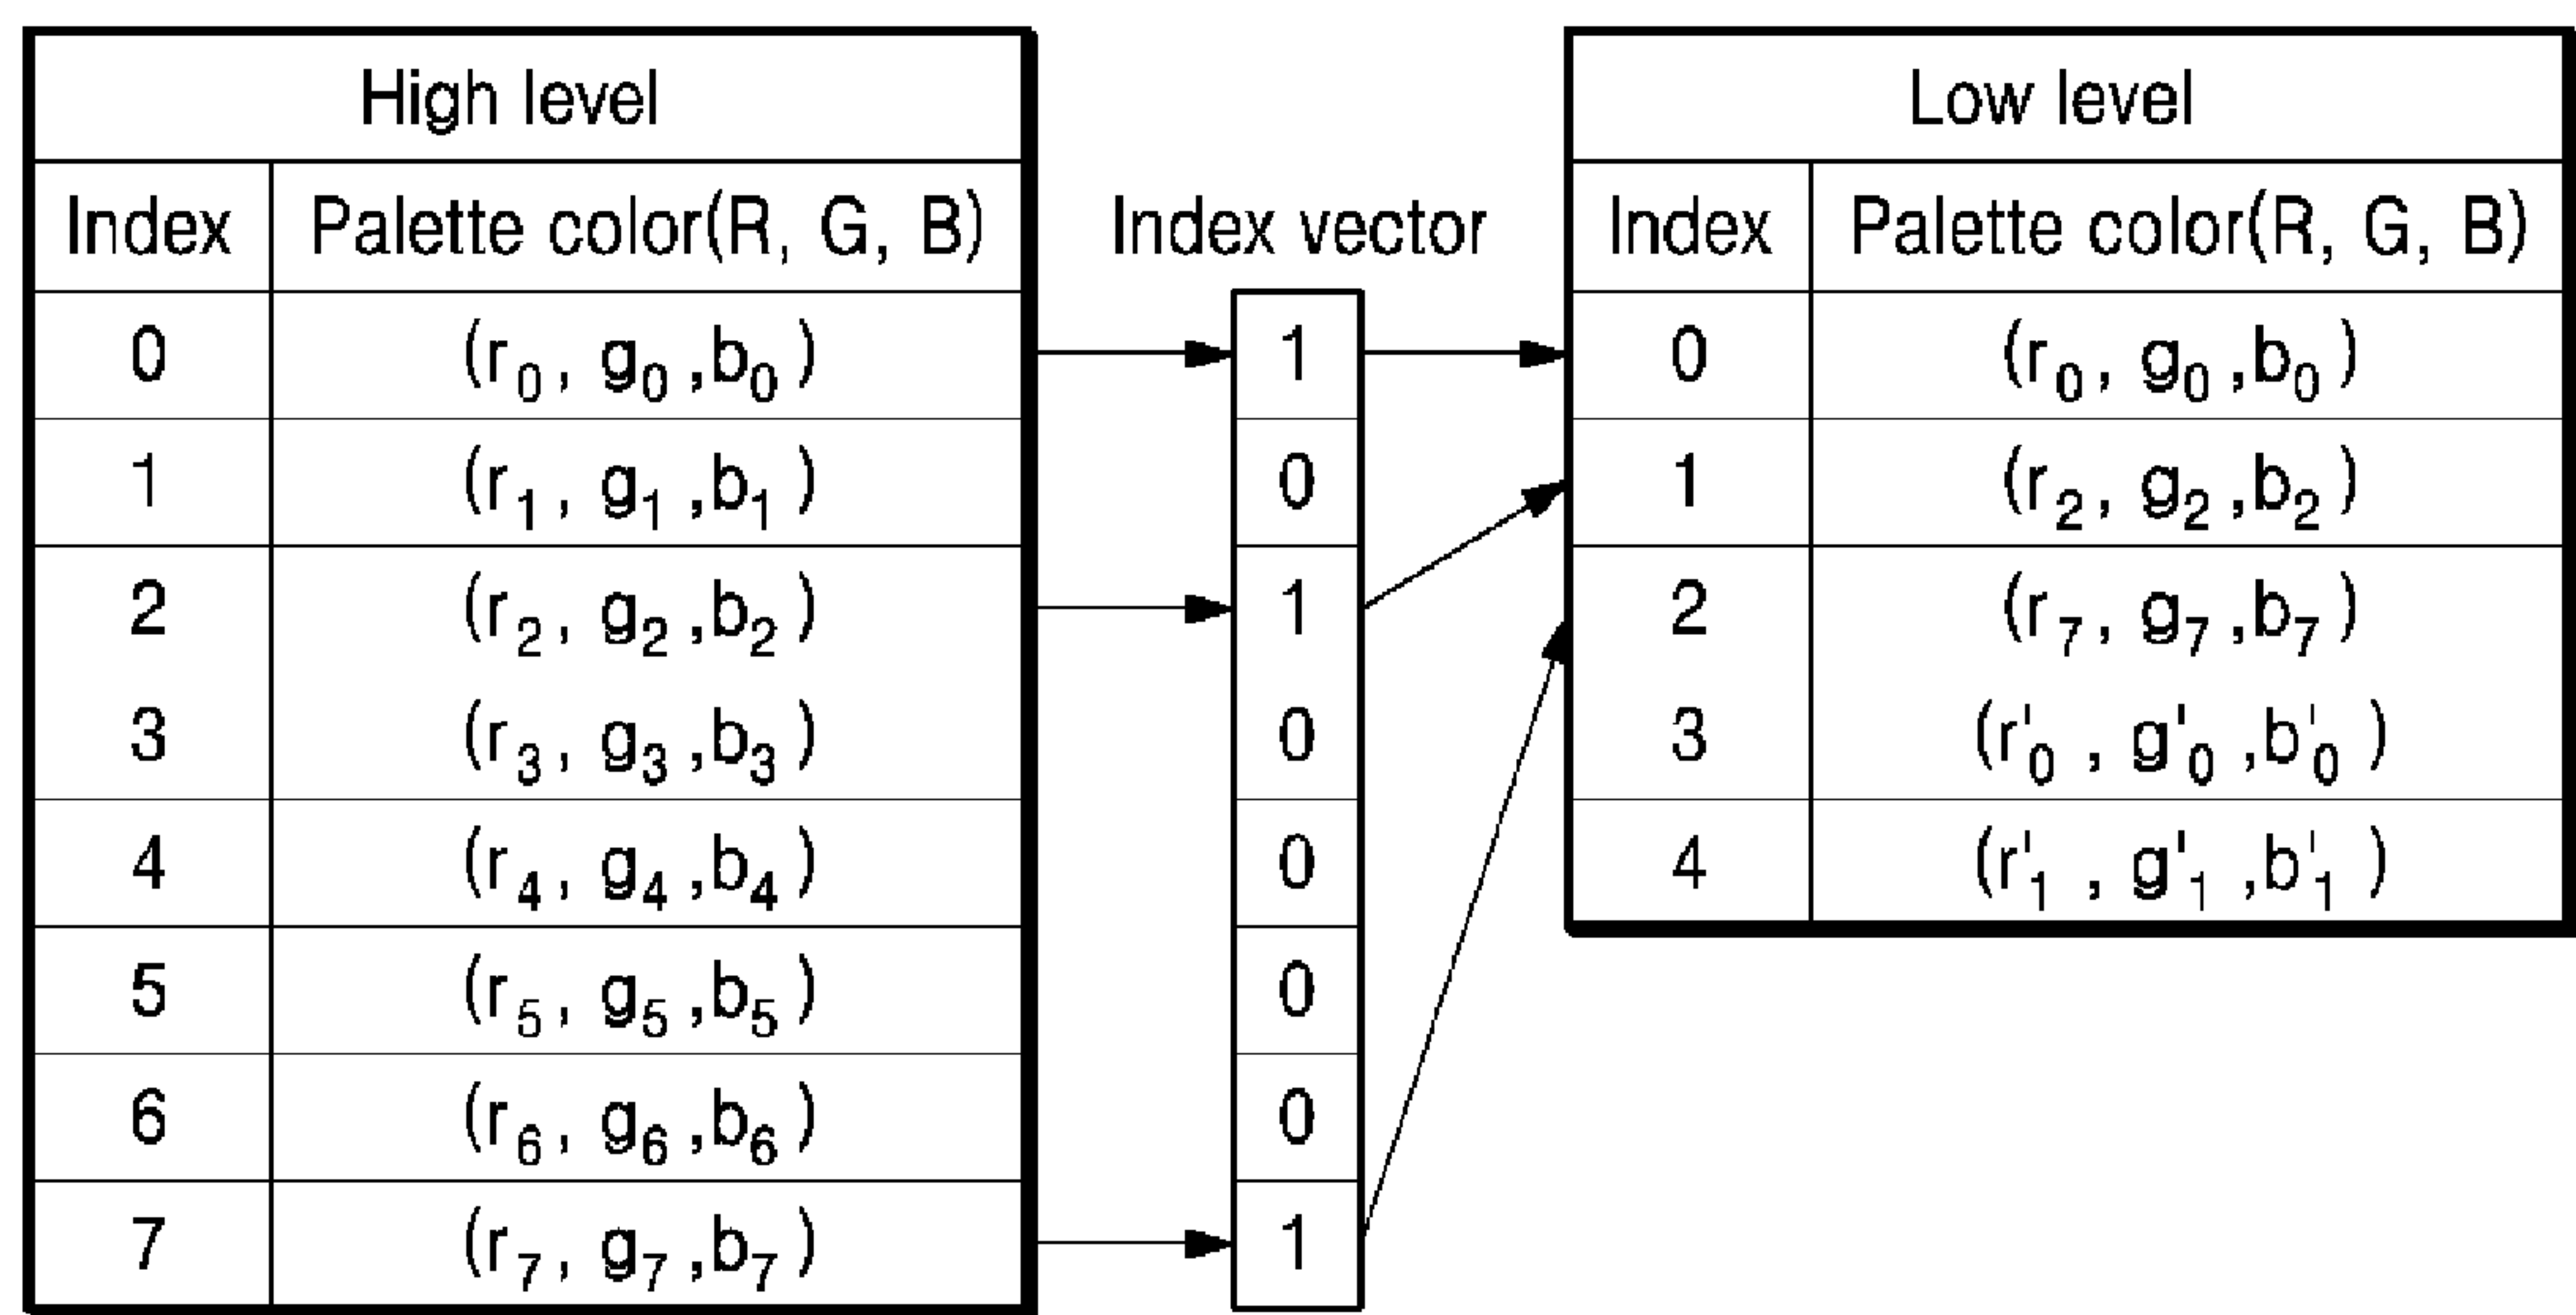 High level Low level
Index Palette color(R, G, B) Index vector Index Palette color(R, G, B)
0 (r₀, g₀ ,b₀ ) 1 0 (r₀, g₀ ,b₀ )
1 (r₁, g₁ ,b₁ ) 0 1 (r₂, g₂ ,b₂ )
2 (r₂, g₂ ,b₂ ) 1 2 (r₇, g₇ ,b₇ )
3 (r₃, g₃ ,b₃ ) 0 3 (r'₀ , g'₀ ,b'₀ )
4 (r₄, g₄ ,b₄ ) 0 4 (r'₁ , g'₁ ,b'₁ )
5 (r₅, g₅ ,b₅ ) 0
6 (r₆, g₆ ,b₆ ) 0
7 (r₇, g₇ ,b₇ ) 1